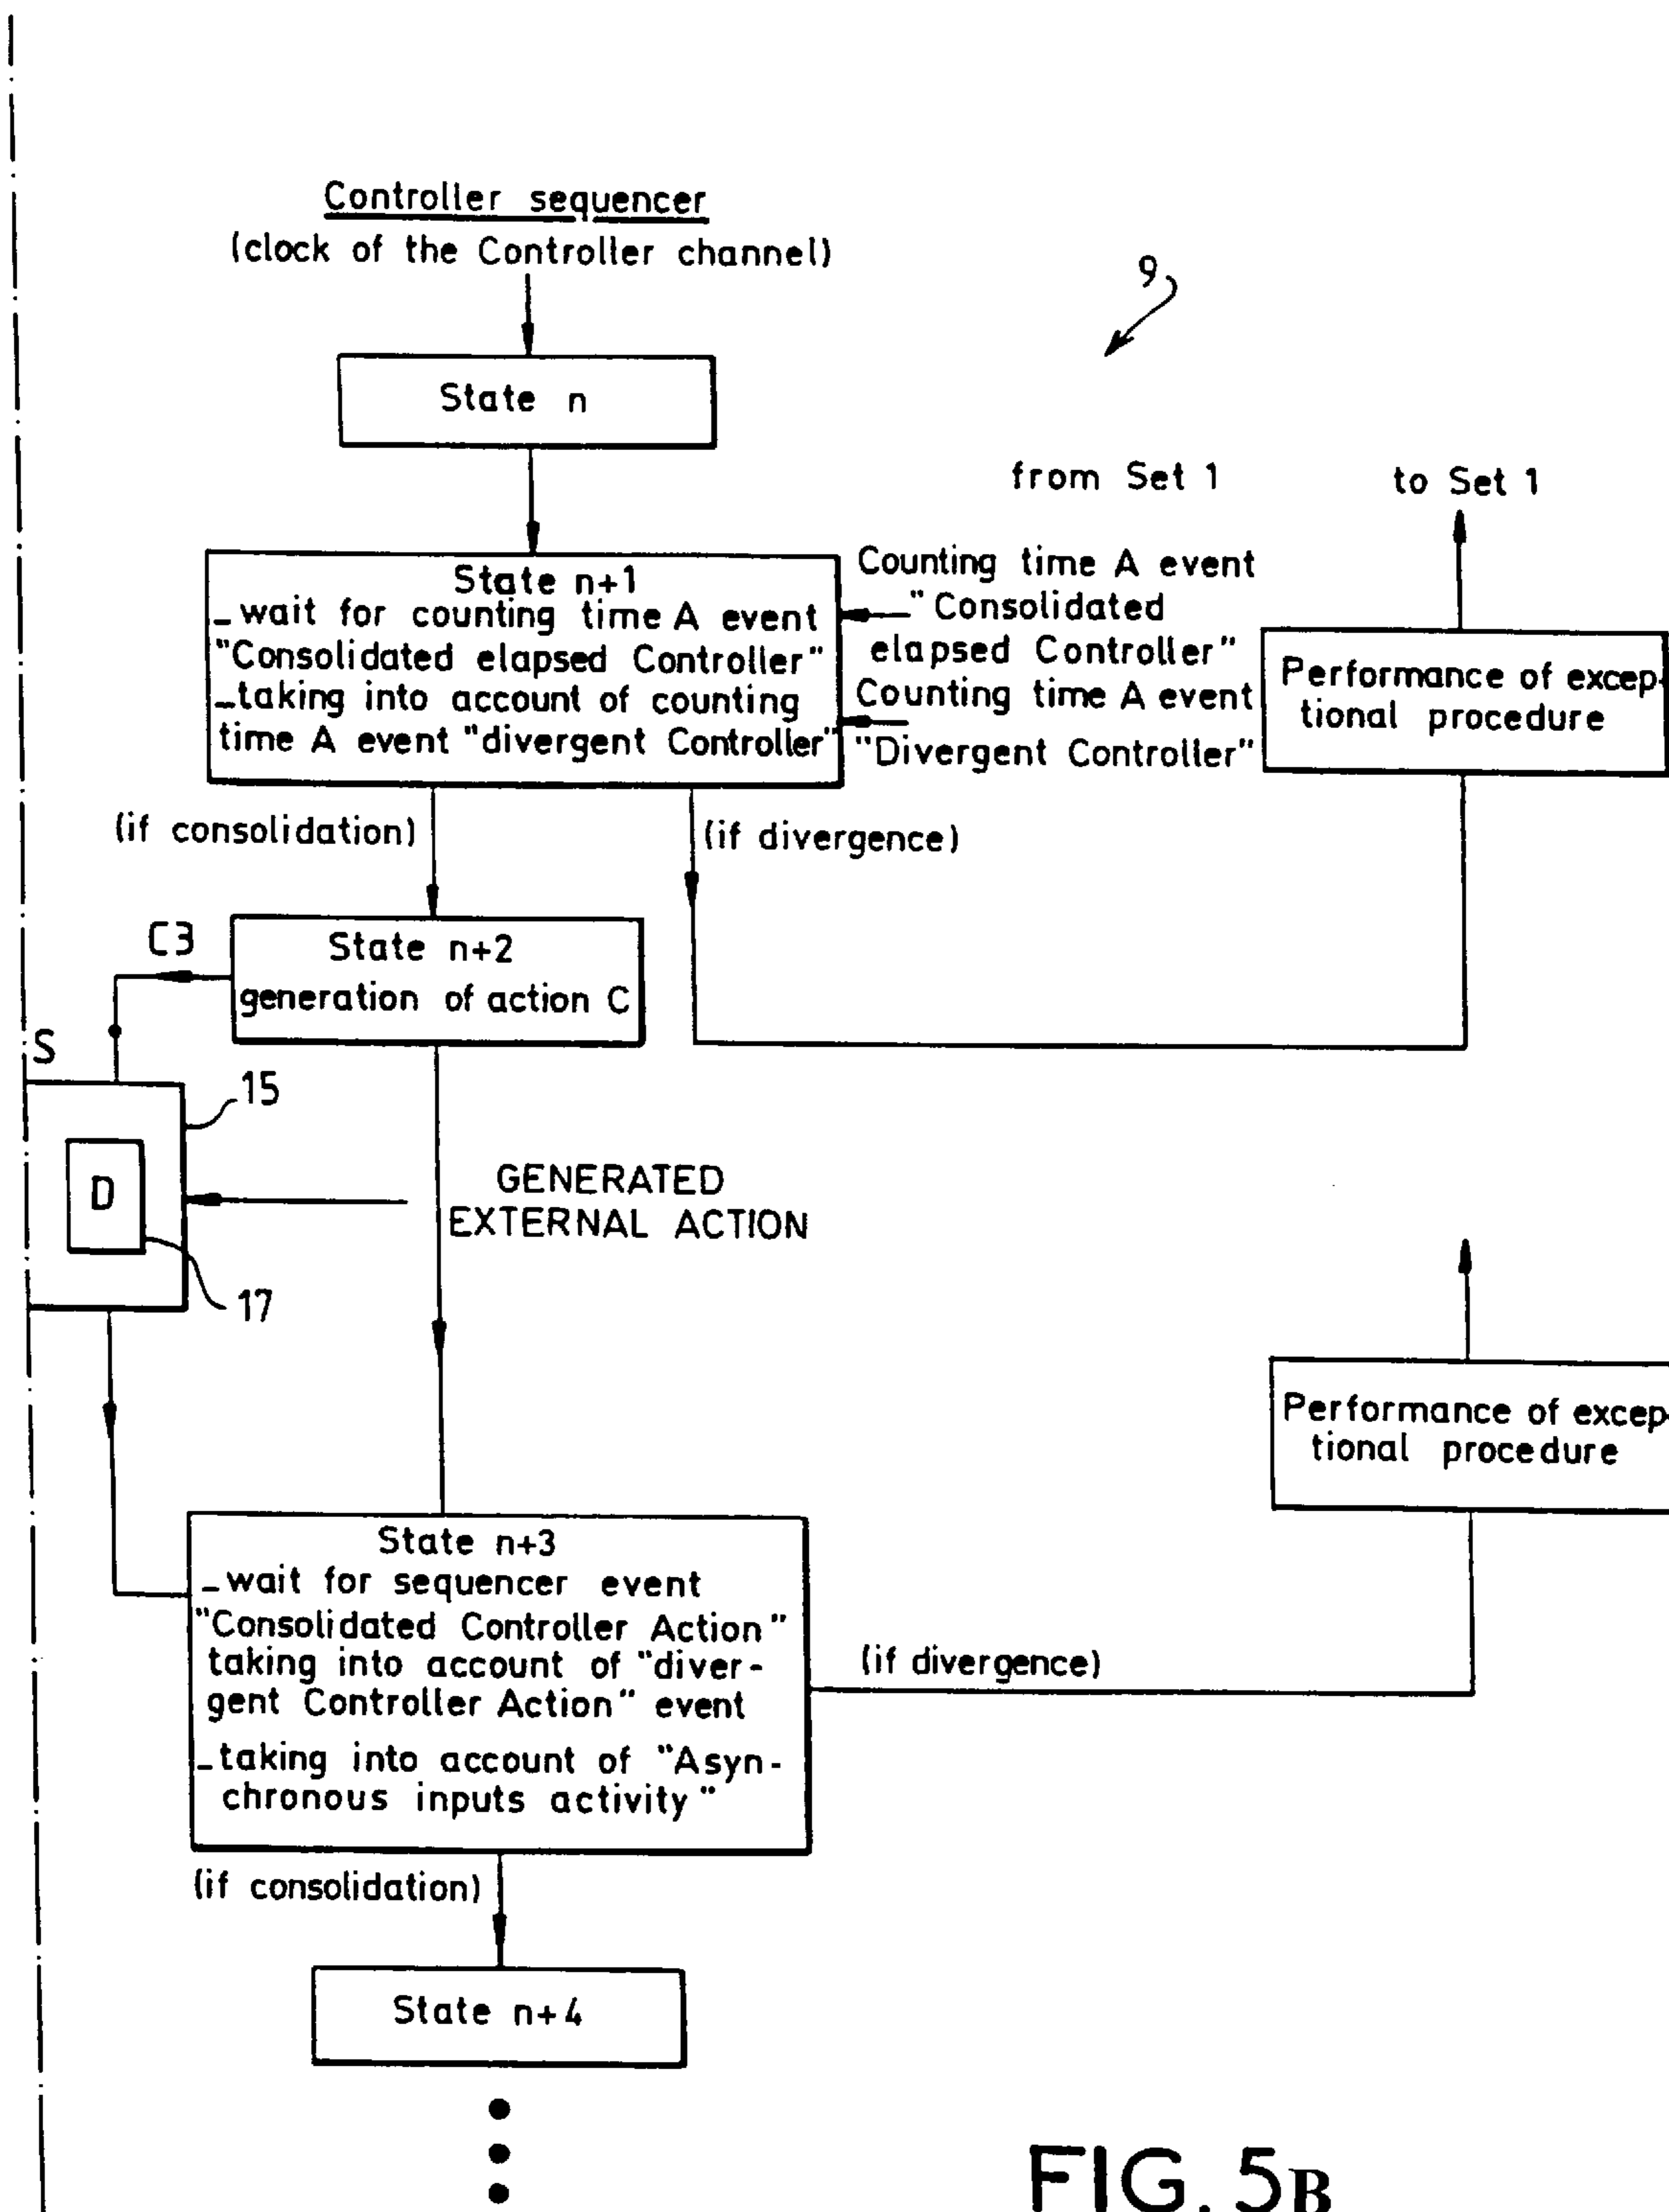 Controller sequencer
(clock of the Controller channel)
9
State n
from Set 1
to Set 1
State n+1
_wait for counting time A event
"Consolidated elapsed Controller"
_taking into account of counting
time A event "divergent Controller"
Counting time A event
"Consolidated
elapsed Controller"
Counting time A event
"Divergent Controller"
Performance of excep-
tional procedure
(if consolidation)
(if divergence)
C3
State n+2
generation of action C
S
15
D
17
GENERATED
EXTERNAL ACTION
Performance of excep-
tional procedure
State n+3
_wait for sequencer event
"Consolidated Controller Action"
taking into account of "diver-
gent Controller Action" event
_taking into account of "Asyn-
chronous inputs activity"
(if divergence)
(if consolidation)
State n+4
FIG. 5B